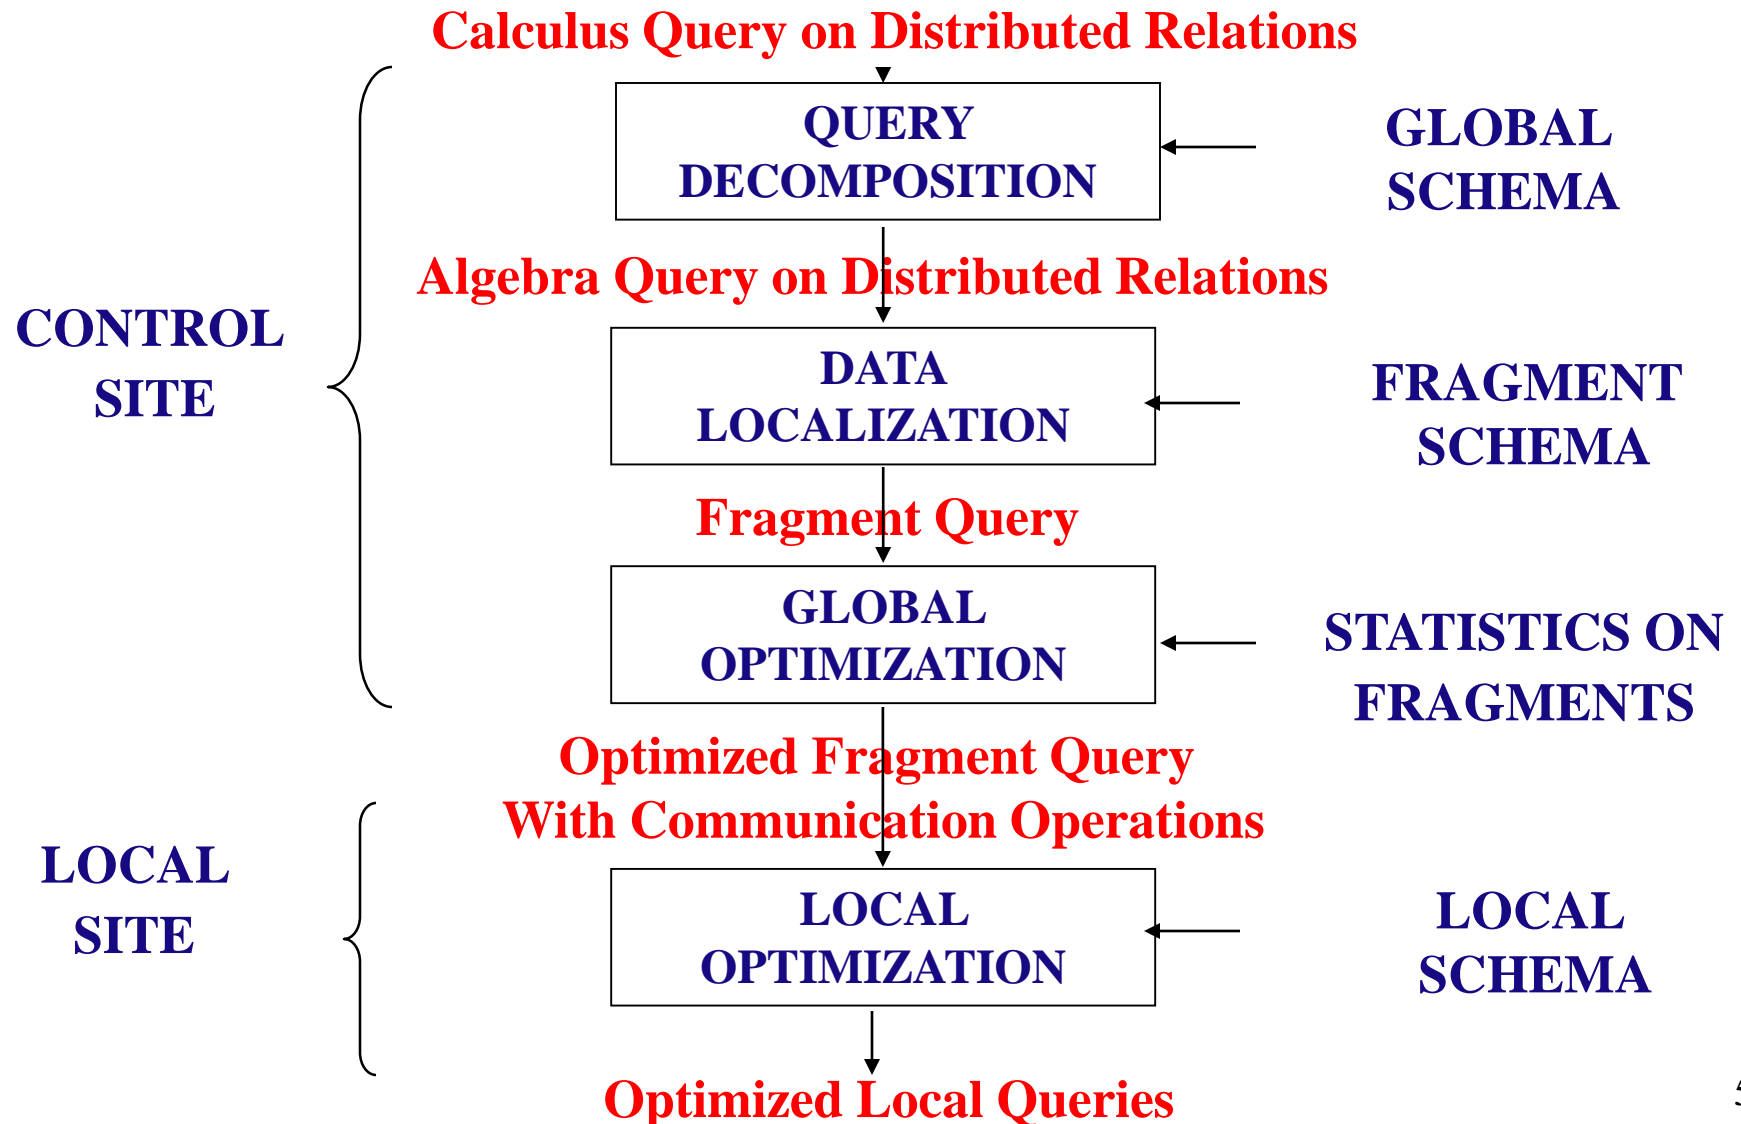 Calculus Query on Distributed Relations
QUERY
DECOMPOSITION
GLOBAL
SCHEMA
Algebra Query on Distributed Relations
CONTROL
SITE
DATA
LOCALIZATION
FRAGMENT
SCHEMA
Fragment Query
GLOBAL
OPTIMIZATION
STATISTICS ON
FRAGMENTS
Optimized Fragment Query
With Communication Operations
LOCAL
SITE
LOCAL
OPTIMIZATION
LOCAL
SCHEMA
Optimized Local Queries